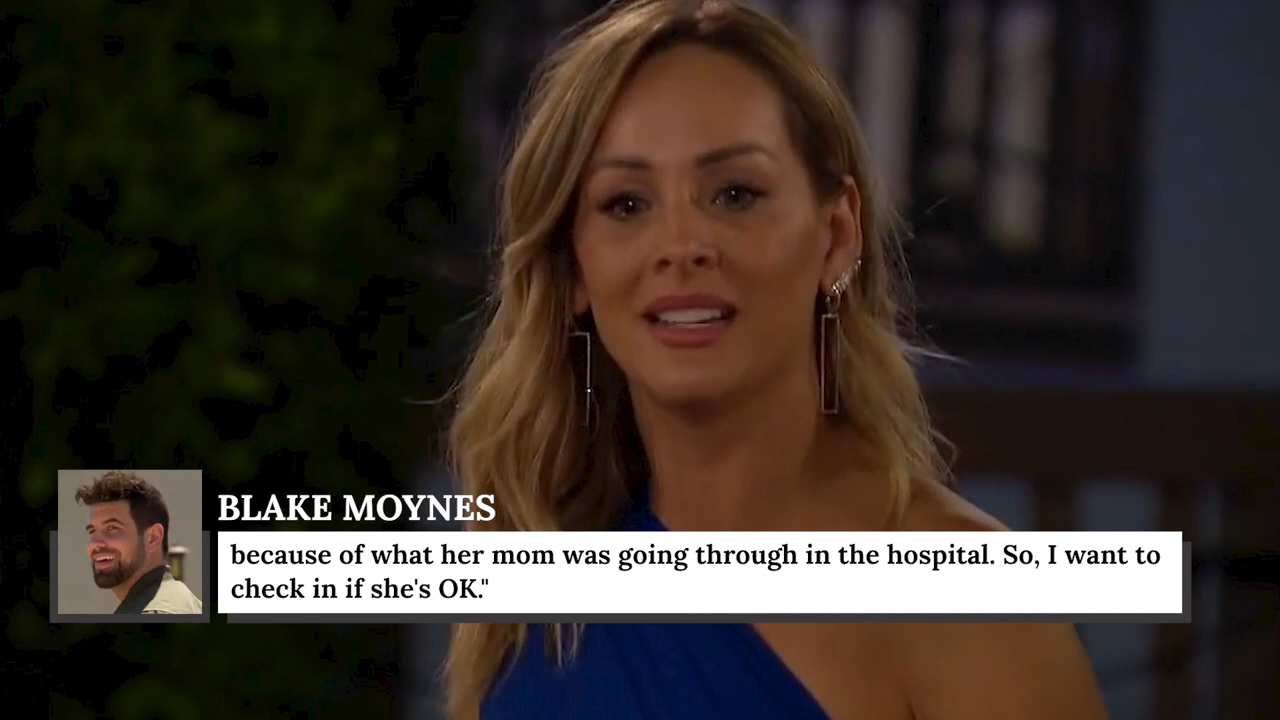 BLAKE MOYNES
because of what her mom was going through in the hospital. So, I want to
check in if she's OK."